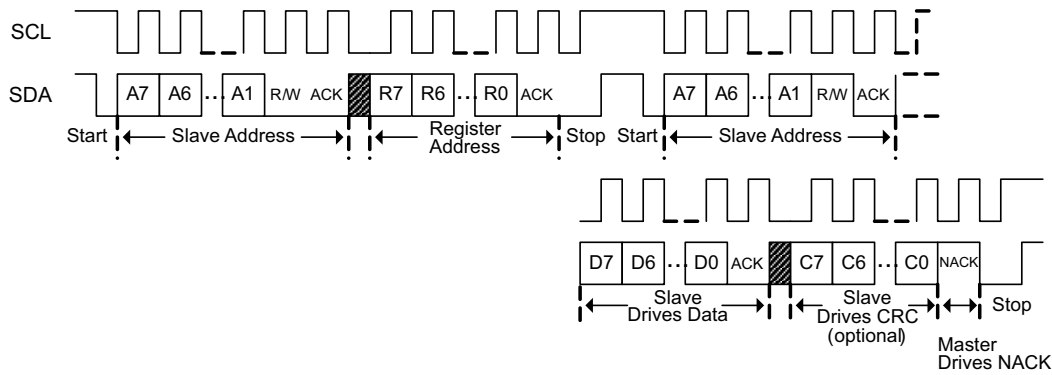 SCL
SDA A7 A6 ... A1 R/W ACK R7 R6 ... R0 ACK A7 A6 ... A1 R/W ACK
Start Slave Address Register Address Stop Start Slave Address
D7 D6 ... D0 ACK C7 C6 ... C0 NACK
Slave Drives Data Slave Drives CRC (optional) Stop
Master Drives NACK